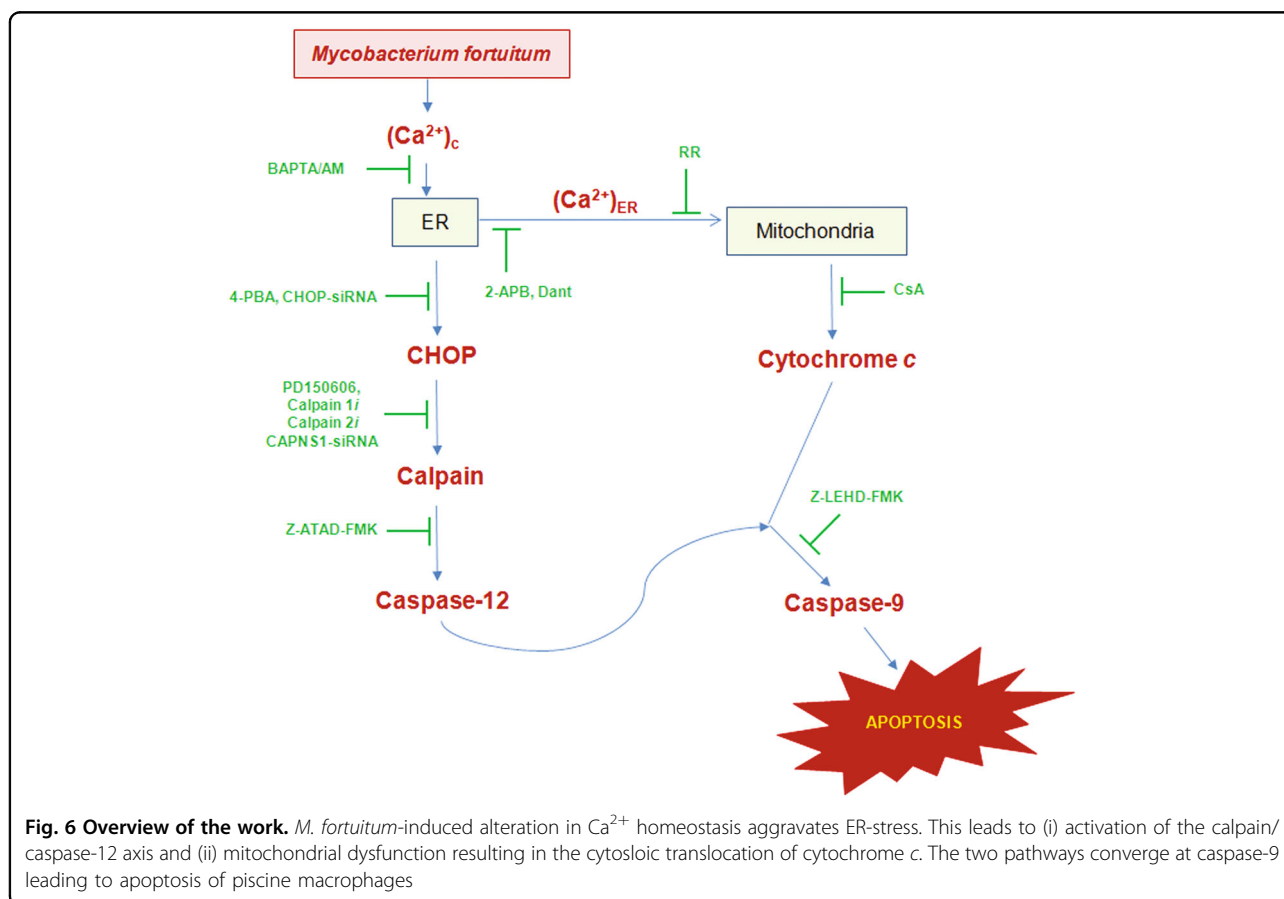 Mycobacterium fortuitum
(Ca²⁺)c
BAPTA/AM
RR
ER
(Ca²⁺)ER
Mitochondria
4-PBA, CHOP-siRNA
2-APB, Dant
CsA
CHOP
Cytochrome c
PD150606,
Calpain 1i
Calpain 2i
CAPNS1-siRNA
Calpain
Z-LEHD-FMK
Z-ATAD-FMK
Caspase-12
Caspase-9
APOPTOSIS
Fig. 6 Overview of the work. M. fortuitum-induced alteration in Ca²⁺ homeostasis aggravates ER-stress. This leads to (i) activation of the calpain/
caspase-12 axis and (ii) mitochondrial dysfunction resulting in the cytosloic translocation of cytochrome c. The two pathways converge at caspase-9
leading to apoptosis of piscine macrophages